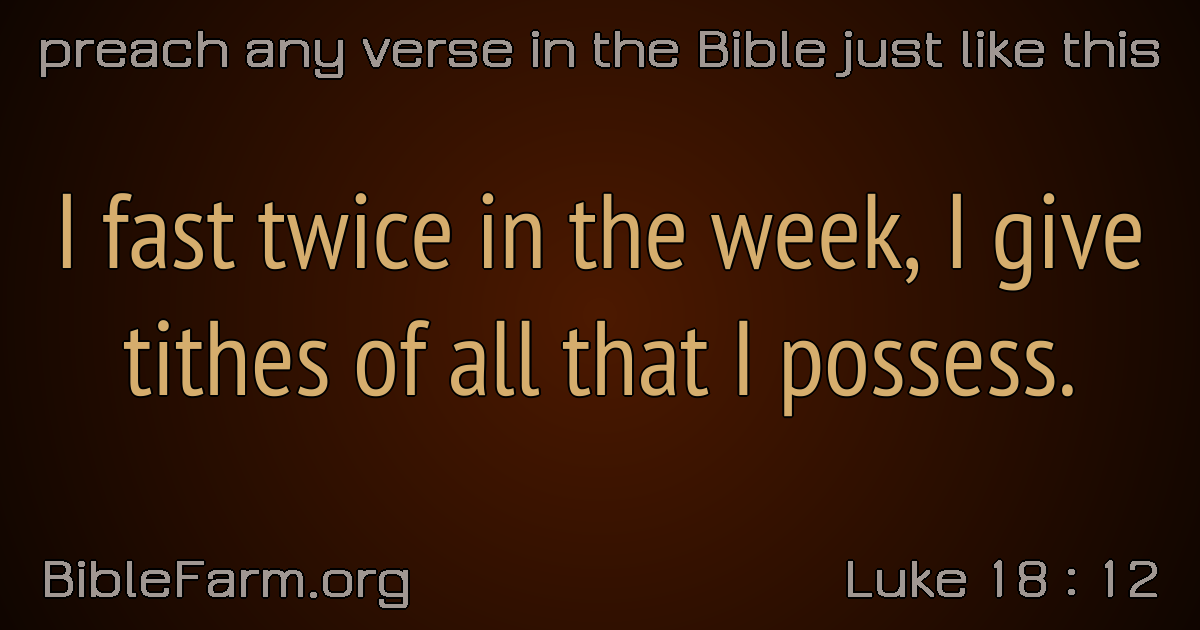 preach any verse in the Bible just like this
I fast twice in the week, I give
tithes of all that I possess.
BibleFarm.org
Luke 18 : 12